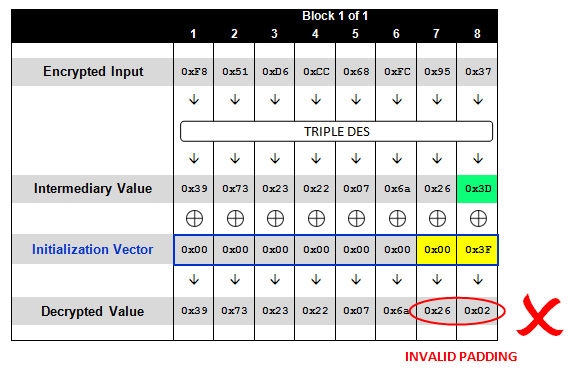 Block 1 of 1
1 2 3 4 5 6 7 8
Encrypted Input 0xF8 0x51 0xD6 0xCC 0x68 0xFC 0x95 0x37
TRIPLE DES
Intermediary Value 0x39 0x73 0x23 0x22 0x07 0x6a 0x26 0x3D
Initialization Vector 0x00 0x00 0x00 0x00 0x00 0x00 0x00 0x3F
Decrypted Value 0x39 0x73 0x23 0x22 0x07 0x6a 0x26 0x02
INVALID PADDING